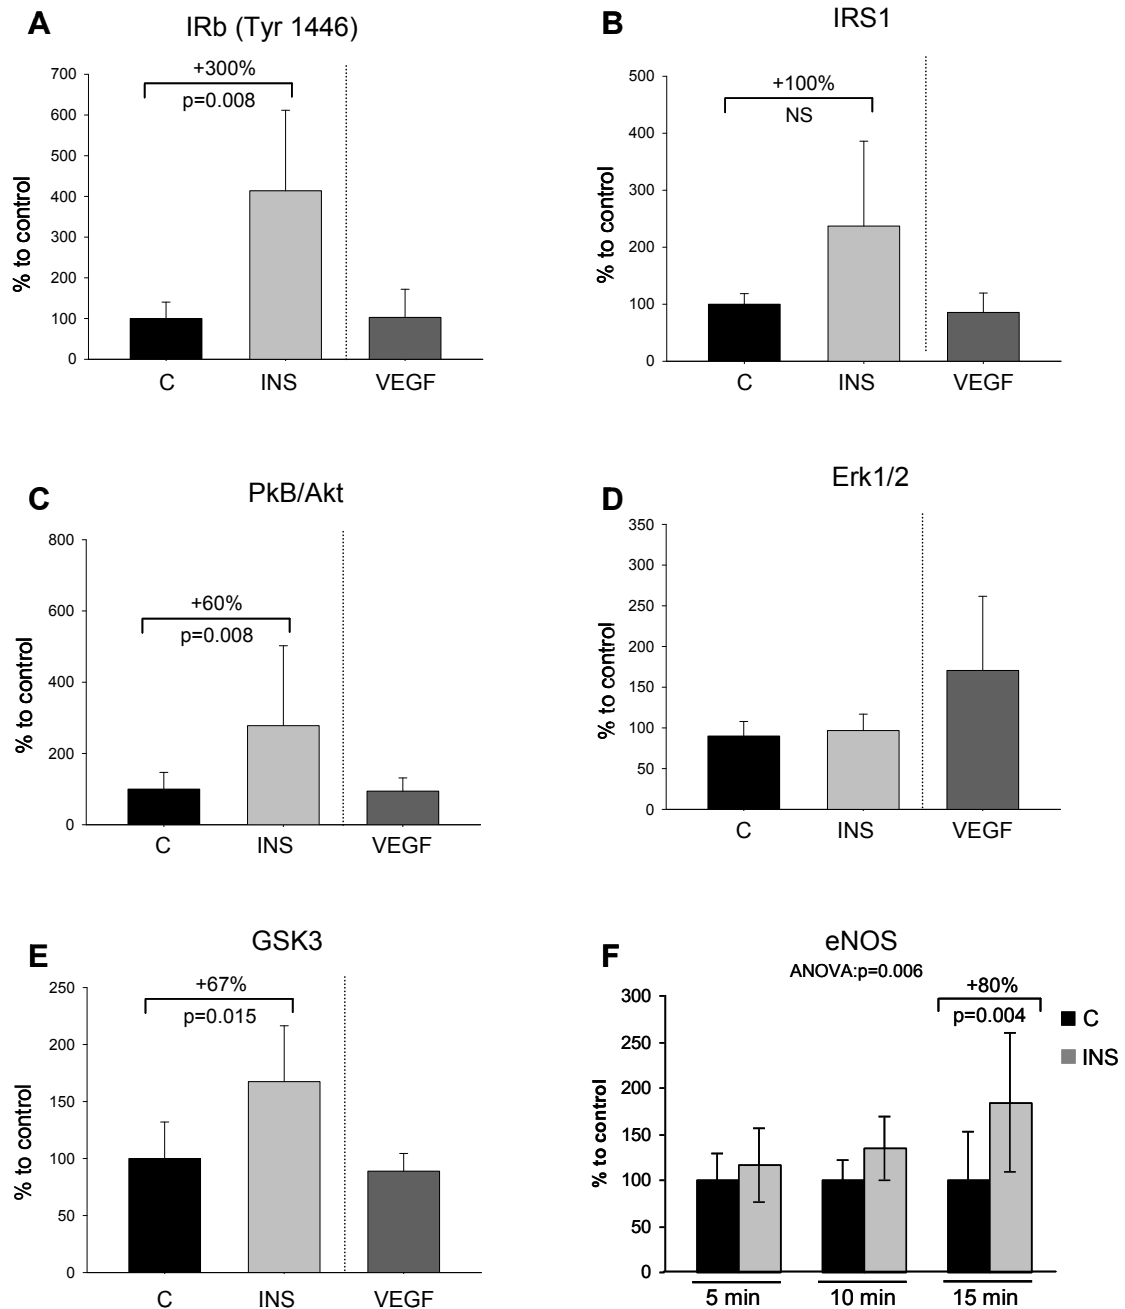 A
IRb (Tyr 1446)
+300%
p=0.008
% to control
700
600
500
400
300
200
100
0
C INS VEGF
B
IRS1
+100%
NS
% to control
500
400
300
200
100
0
C INS VEGF
C
PkB/Akt
+60%
p=0.008
% to control
800
600
400
200
0
C INS VEGF
D
Erk1/2
% to control
350
300
250
200
150
100
50
0
C INS VEGF
E
GSK3
+67%
p=0.015
% to control
250
200
150
100
50
0
C INS VEGF
F
eNOS
ANOVA:p=0.006
+80%
p=0.004
C
INS
% to control
300
250
200
150
100
50
0
5 min 10 min 15 min